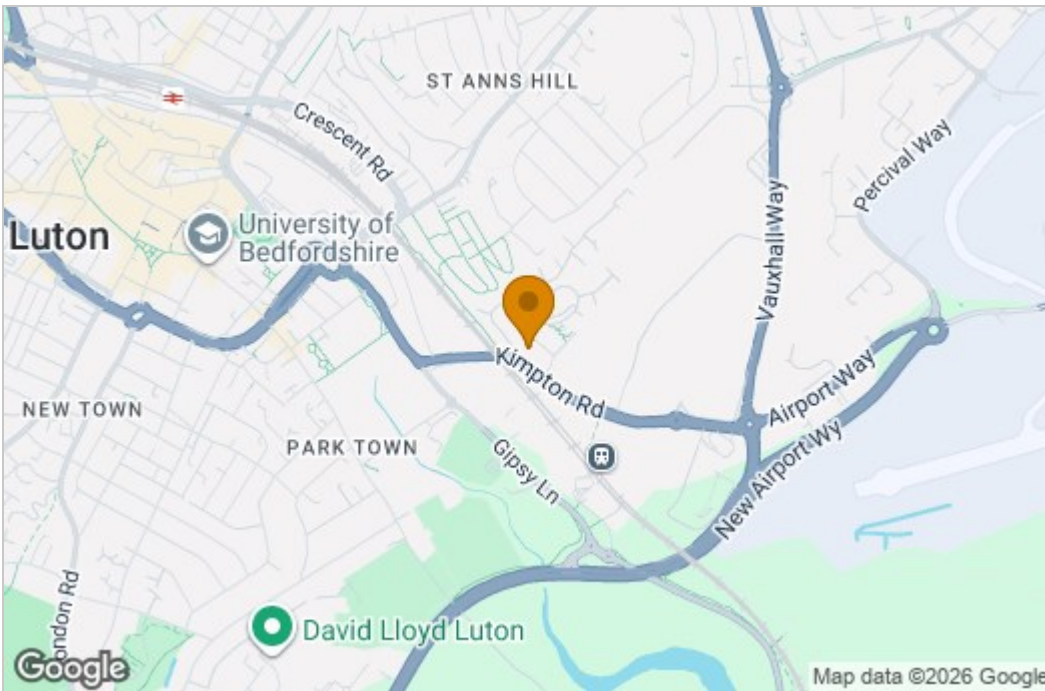 ST ANNS HILL
Crescent Rd
Percival Way
University of
Bedfordshire
Luton
Vauxhall Way
Kimpton Rd
Airport Way
NEW TOWN
PARK TOWN
Gipsy Ln
New Airport Wy
London Rd
David Lloyd Luton
Google
Map data ©2026 Google